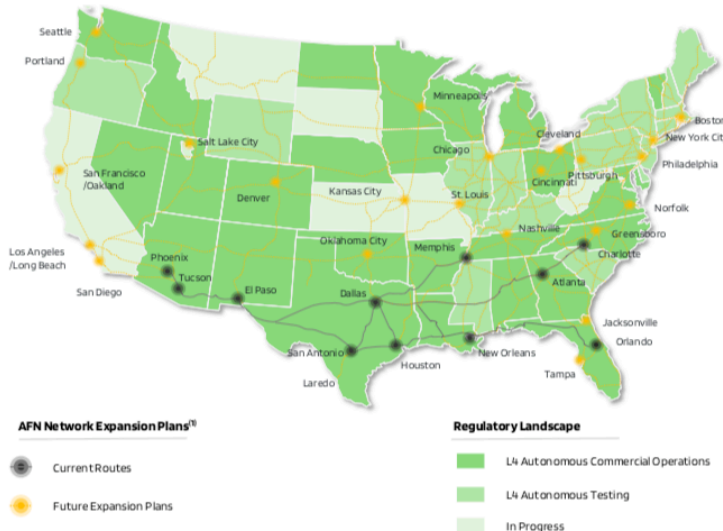 Seattle
Portland
Minneapolis
Boston
Salt Lake City
Cleveland
New York City
Chicago
San Francisco
/Oakland
Pittsburgh
Philadelphia
Denver
Kansas City
St. Louis
Cincinnati
Norfolk
Nashville
Greensboro
Oklahoma City
Memphis
Charlotte
Los Angeles
/Long Beach
Phoenix
Tucson
El Paso
Dallas
Atlanta
San Diego
Jacksonville
Orlando
San Antonio
New Orleans
Houston
Tampa
Laredo
AFN Network Expansion Plans(1)
Current Routes
Future Expansion Plans
Regulatory Landscape
L4 Autonomous Commercial Operations
L4 Autonomous Testing
In Progress